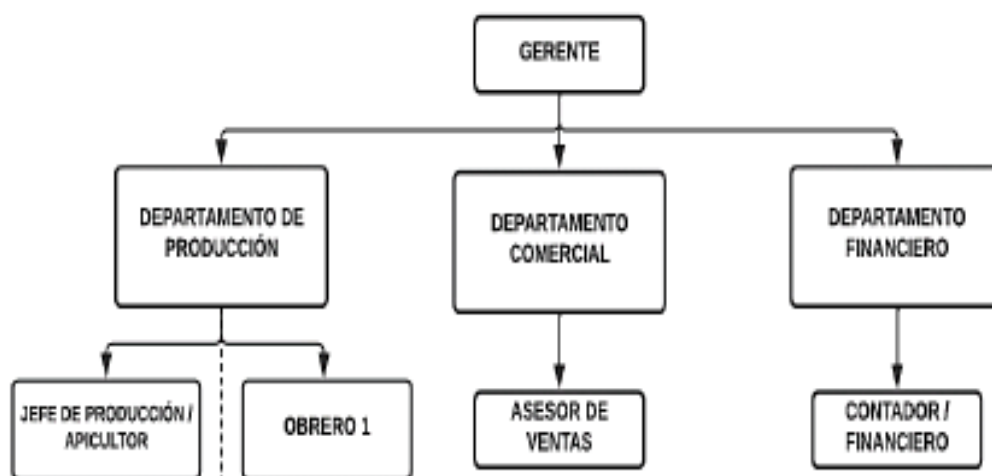 GERENTE
DEPARTAMENTO DE
PRODUCCIÓN
DEPARTAMENTO
COMERCIAL
DEPARTAMENTO
FINANCIERO
JEFE DE PRODUCCIÓN /
APICULTOR
OBRERO 1
ASESOR DE
VENTAS
CONTADOR /
FINANCIERO